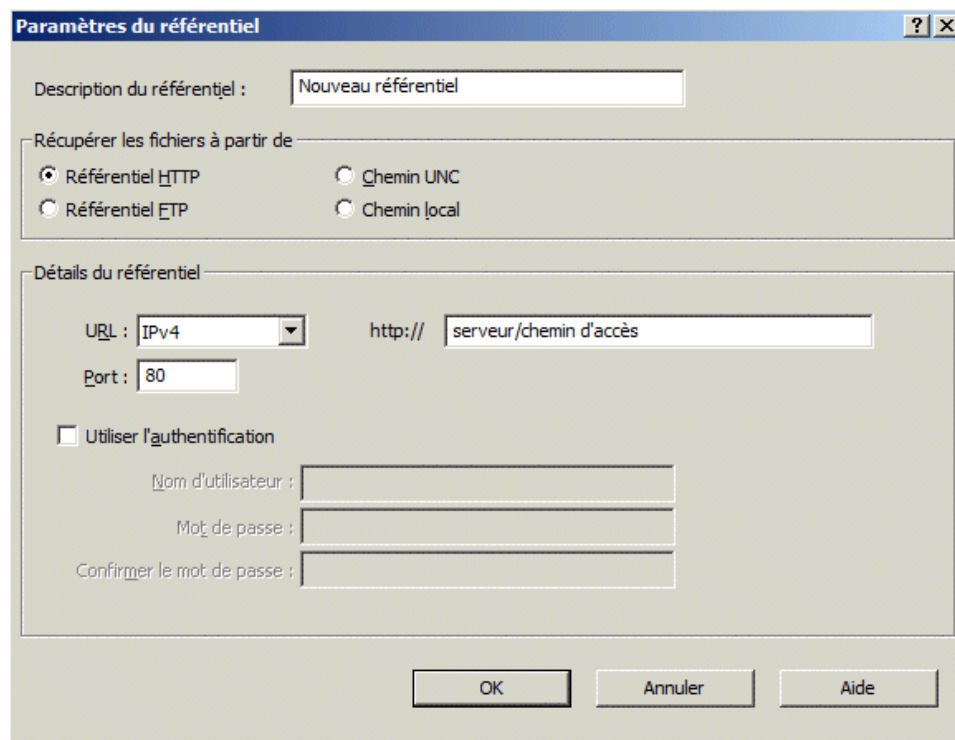 Paramètres du référentiel
Description du référentiel : Nouveau référentiel
Récupérer les fichiers à partir de
Référentiel HTTP Chemin UNC
Référentiel FTP Chemin local
Détails du référentiel
URL : IPv4 http:// serveur/chemin d'accès
Port : 80
Utiliser l'authentification
Nom d'utilisateur :
Mot de passe :
Confirmer le mot de passe :
OK Annuler Aide